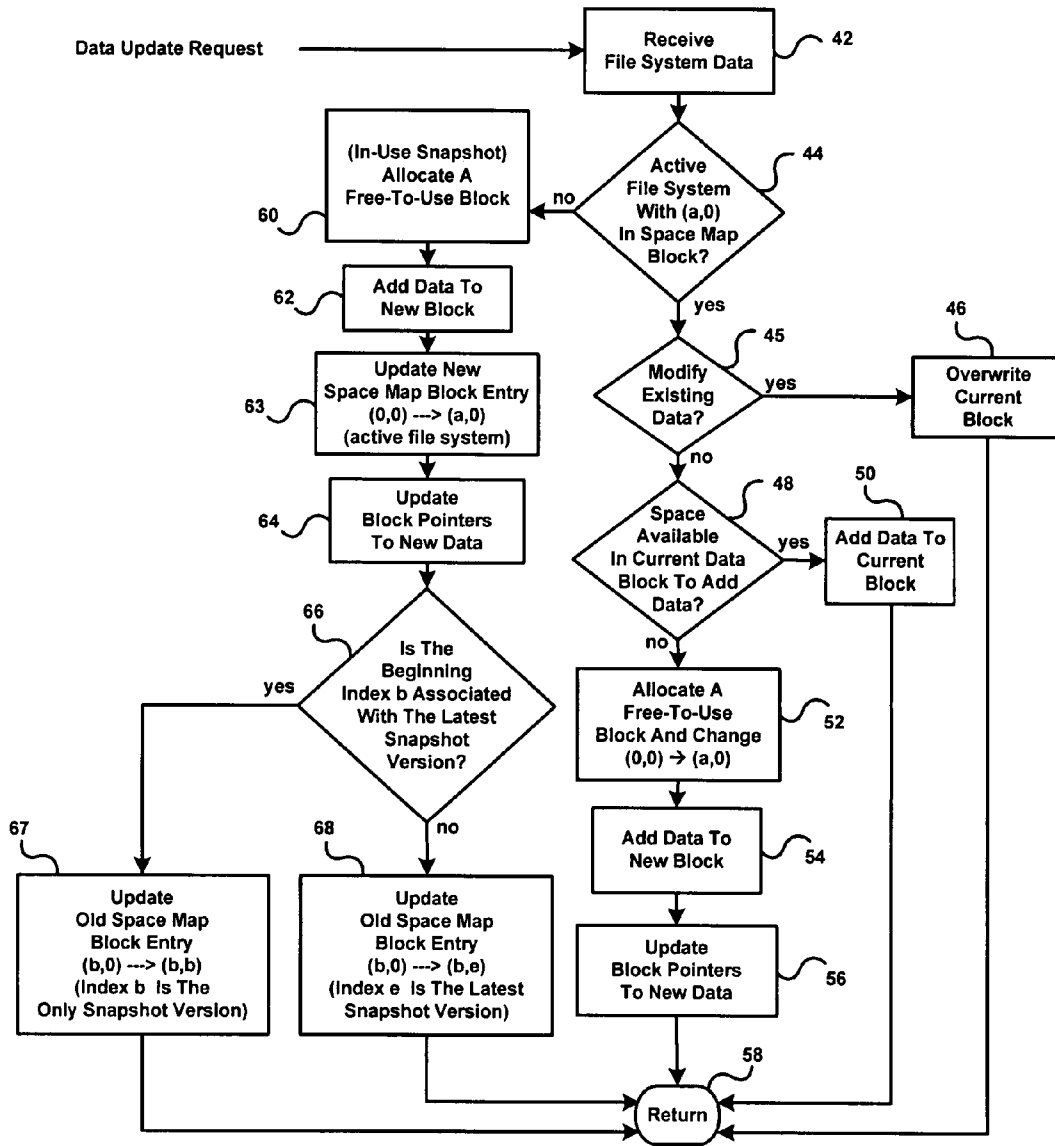 Data Update Request
Receive
File System Data
42
Active
File System
With (a,0)
In Space Map
Block?
44
no
yes
(In-Use Snapshot)
Allocate A
Free-To-Use Block
60
Add Data To
New Block
62
Update New
Space Map Block Entry
(0,0) ---> (a,0)
(active file system)
63
Update
Block Pointers
To New Data
64
Modify
Existing
Data?
45
yes
no
Overwrite
Current
Block
46
Space
Available
In Current Data
Block To Add
Data?
48
yes
no
Add Data To
Current
Block
50
Is The
Beginning
Index b Associated
With The Latest
Snapshot
Version?
66
yes
no
Allocate A
Free-To-Use
Block And Change
(0,0) → (a,0)
52
Add Data To
New Block
54
Update
Block Pointers
To New Data
56
Update
Old Space Map
Block Entry
(b,0) ---> (b,b)
(Index b Is The
Only Snapshot Version)
67
Update
Old Space Map
Block Entry
(b,0) ---> (b,e)
(Index e Is The Latest
Snapshot Version)
68
Return
58